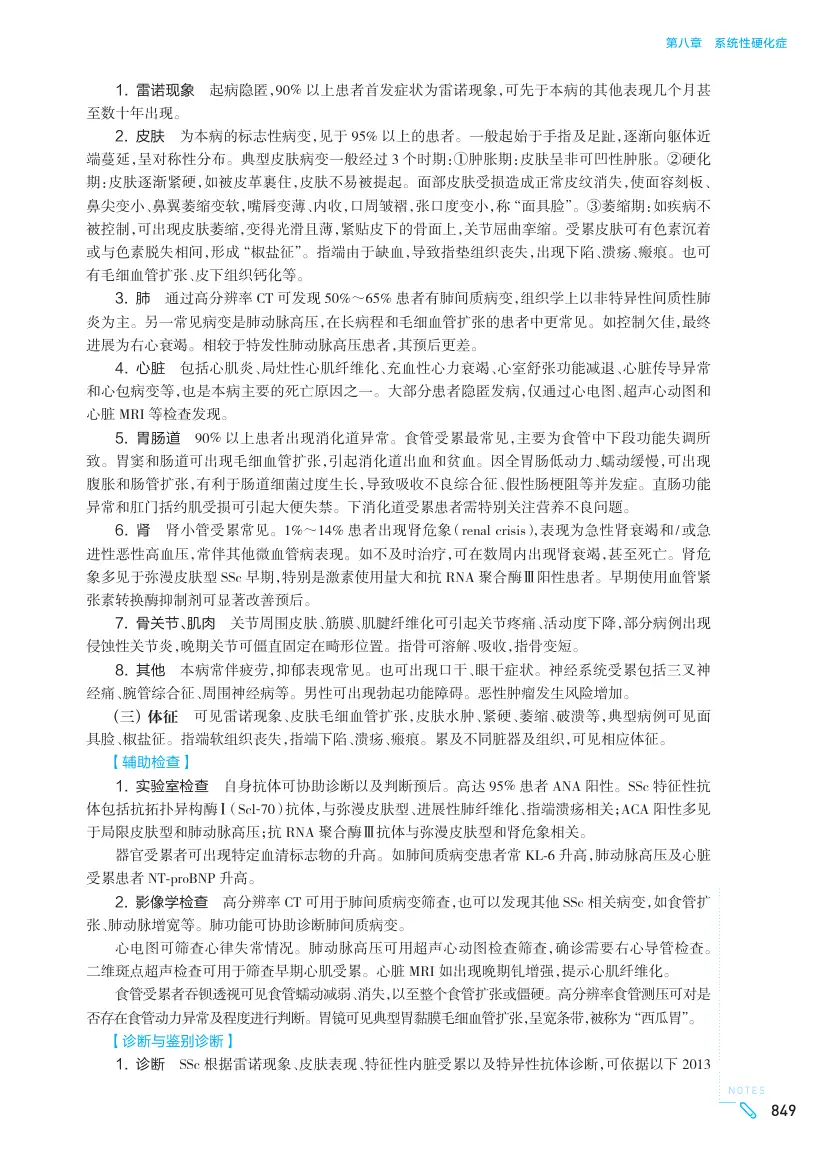 第八章　系统性硬化症
1. 雷诺现象　起病隐匿,90% 以上患者首发症状为雷诺现象,可先于本病的其他表现几个月甚
至数十年出现。
2. 皮肤　为本病的标志性病变,见于 95% 以上的患者。一般起始于手指及足趾,逐渐向躯体近
端蔓延,呈对称性分布。典型皮肤病变一般经过 3 个时期:①肿胀期:皮肤呈非可凹性肿胀。②硬化
期:皮肤逐渐紧硬,如被皮革裹住,皮肤不易被提起。面部皮肤受损造成正常皮纹消失,使面容刻板、
鼻尖变小、鼻翼萎缩变软,嘴唇变薄、内收,口周皱褶,张口度变小,称“面具脸”。③萎缩期:如疾病不
被控制,可出现皮肤萎缩,变得光滑且薄,紧贴皮下的骨面上,关节屈曲挛缩。受累皮肤可有色素沉着
或与色素脱失相间,形成“椒盐征”。指端由于缺血,导致指垫组织丧失,出现下陷、溃疡、瘢痕。也可
有毛细血管扩张、皮下组织钙化等。
3. 肺　通过高分辨率 CT 可发现 50%～65% 患者有肺间质病变,组织学上以非特异性间质性肺
炎为主。另一常见病变是肺动脉高压,在长病程和毛细血管扩张的患者中更常见。如控制欠佳,最终
进展为右心衰竭。相较于特发性肺动脉高压患者,其预后更差。
4. 心脏　包括心肌炎、局灶性心肌纤维化、充血性心力衰竭、心室舒张功能减退、心脏传导异常
和心包病变等,也是本病主要的死亡原因之一。大部分患者隐匿发病,仅通过心电图、超声心动图和
心脏 MRI 等检查发现。
5. 胃肠道　90% 以上患者出现消化道异常。食管受累最常见,主要为食管中下段功能失调所
致。胃窦和肠道可出现毛细血管扩张,引起消化道出血和贫血。因全胃肠低动力、蠕动缓慢,可出现
腹胀和肠管扩张,有利于肠道细菌过度生长,导致吸收不良综合征、假性肠梗阻等并发症。直肠功能
异常和肛门括约肌受损可引起大便失禁。下消化道受累患者需特别关注营养不良问题。
6. 肾　肾小管受累常见。1%～14% 患者出现肾危象(renal crisis),表现为急性肾衰竭和/或急
进性恶性高血压,常伴其他微血管病表现。如不及时治疗,可在数周内出现肾衰竭,甚至死亡。肾危
象多见于弥漫皮肤型 SSc 早期,特别是激素使用量大和抗 RNA 聚合酶Ⅲ阳性患者。早期使用血管紧
张素转换酶抑制剂可显著改善预后。
7. 骨关节、肌肉　关节周围皮肤、筋膜、肌腱纤维化可引起关节疼痛、活动度下降,部分病例出现
侵蚀性关节炎,晚期关节可僵直固定在畸形位置。指骨可溶解、吸收,指骨变短。
8. 其他　本病常伴疲劳,抑郁表现常见。也可出现口干、眼干症状。神经系统受累包括三叉神
经痛、腕管综合征、周围神经病等。男性可出现勃起功能障碍。恶性肿瘤发生风险增加。
(三) 体征　可见雷诺现象、皮肤毛细血管扩张,皮肤水肿、紧硬、萎缩、破溃等,典型病例可见面
具脸、椒盐征。指端软组织丧失,指端下陷、溃疡、瘢痕。累及不同脏器及组织,可见相应体征。
【辅助检查】
1. 实验室检查　自身抗体可协助诊断以及判断预后。高达 95% 患者 ANA 阳性。SSc 特征性抗
体包括抗拓扑异构酶Ⅰ(Scl-70)抗体,与弥漫皮肤型、进展性肺纤维化、指端溃疡相关;ACA 阳性多见
于局限皮肤型和肺动脉高压;抗 RNA 聚合酶Ⅲ抗体与弥漫皮肤型和肾危象相关。
器官受累者可出现特定血清标志物的升高。如肺间质病变患者常 KL-6 升高,肺动脉高压及心脏
受累患者 NT-proBNP 升高。
2. 影像学检查　高分辨率 CT 可用于肺间质病变筛查,也可以发现其他 SSc 相关病变,如食管扩
张、肺动脉增宽等。肺功能可协助诊断肺间质病变。
心电图可筛查心律失常情况。肺动脉高压可用超声心动图检查筛查,确诊需要右心导管检查。
二维斑点超声检查可用于筛查早期心肌受累。心脏 MRI 如出现晚期钆增强,提示心肌纤维化。
食管受累者吞钡透视可见食管蠕动减弱、消失,以至整个食管扩张或僵硬。高分辨率食管测压可对是
否存在食管动力异常及程度进行判断。胃镜可见典型胃黏膜毛细血管扩张,呈宽条带,被称为“西瓜胃”。
【诊断与鉴别诊断】
1. 诊断　SSc 根据雷诺现象、皮肤表现、特征性内脏受累以及特异性抗体诊断,可依据以下 2013
NOTES
849